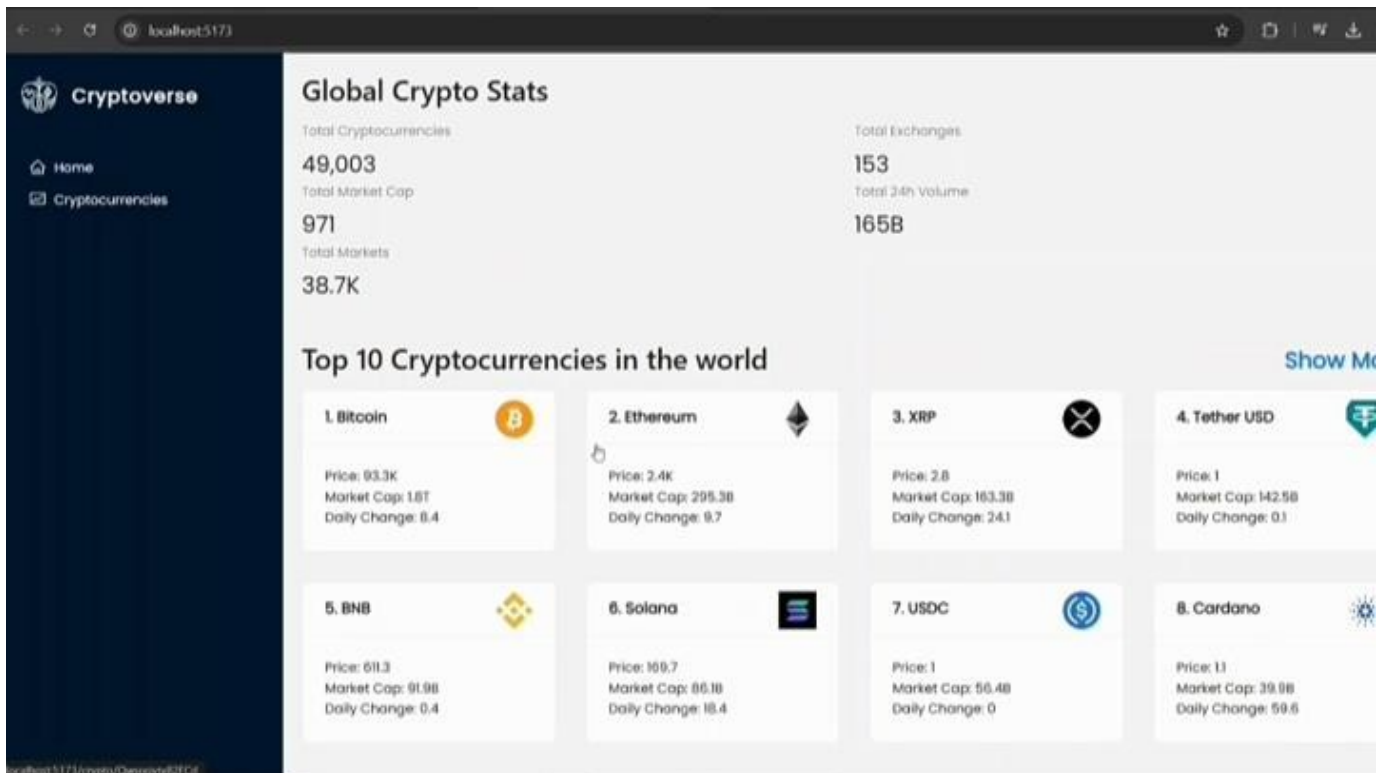 localhost:5173
Cryptoverse
Home
Cryptocurrencies
Global Crypto Stats
Total Cryptocurrencies
49,003
Total Exchanges
153
Total Market Cap
971
Total 24h Volume
165B
Total Markets
38.7K
Top 10 Cryptocurrencies in the world
Show Mo
1. Bitcoin
Price: 93.3K
Market Cap: 1.8T
Daily Change: 8.4
2. Ethereum
Price: 2.4K
Market Cap: 295.3B
Daily Change: 9.7
3. XRP
Price: 2.8
Market Cap: 163.3B
Daily Change: 24.1
4. Tether USD
Price: 1
Market Cap: 142.5B
Daily Change: 0.1
5. BNB
Price: 611.3
Market Cap: 91.9B
Daily Change: 0.4
6. Solana
Price: 169.7
Market Cap: 86.1B
Daily Change: 18.4
7. USDC
Price: 1
Market Cap: 56.4B
Daily Change: 0
8. Cardano
Price: 1.1
Market Cap: 39.9B
Daily Change: 59.6